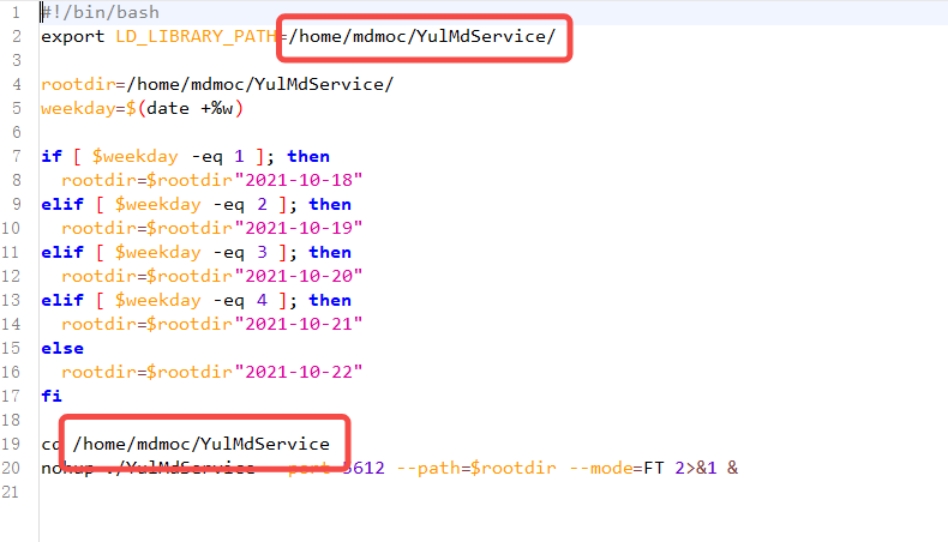 1 #!/bin/bash
2 export LD_LIBRARY_PATH=/home/mdmoc/YulMdService/
3
4 rootdir=/home/mdmoc/YulMdService/
5 weekday=$(date +%w)
6
7 if [ $weekday -eq 1 ]; then
8 rootdir=$rootdir"2021-10-18"
9 elif [ $weekday -eq 2 ]; then
10 rootdir=$rootdir"2021-10-19"
11 elif [ $weekday -eq 3 ]; then
12 rootdir=$rootdir"2021-10-20"
13 elif [ $weekday -eq 4 ]; then
14 rootdir=$rootdir"2021-10-21"
15 else
16 rootdir=$rootdir"2021-10-22"
17 fi
18
19 cd /home/mdmoc/YulMdService
20 nohup ./YulMdService --port 5612 --path=$rootdir --mode=FT 2>&1 &
21